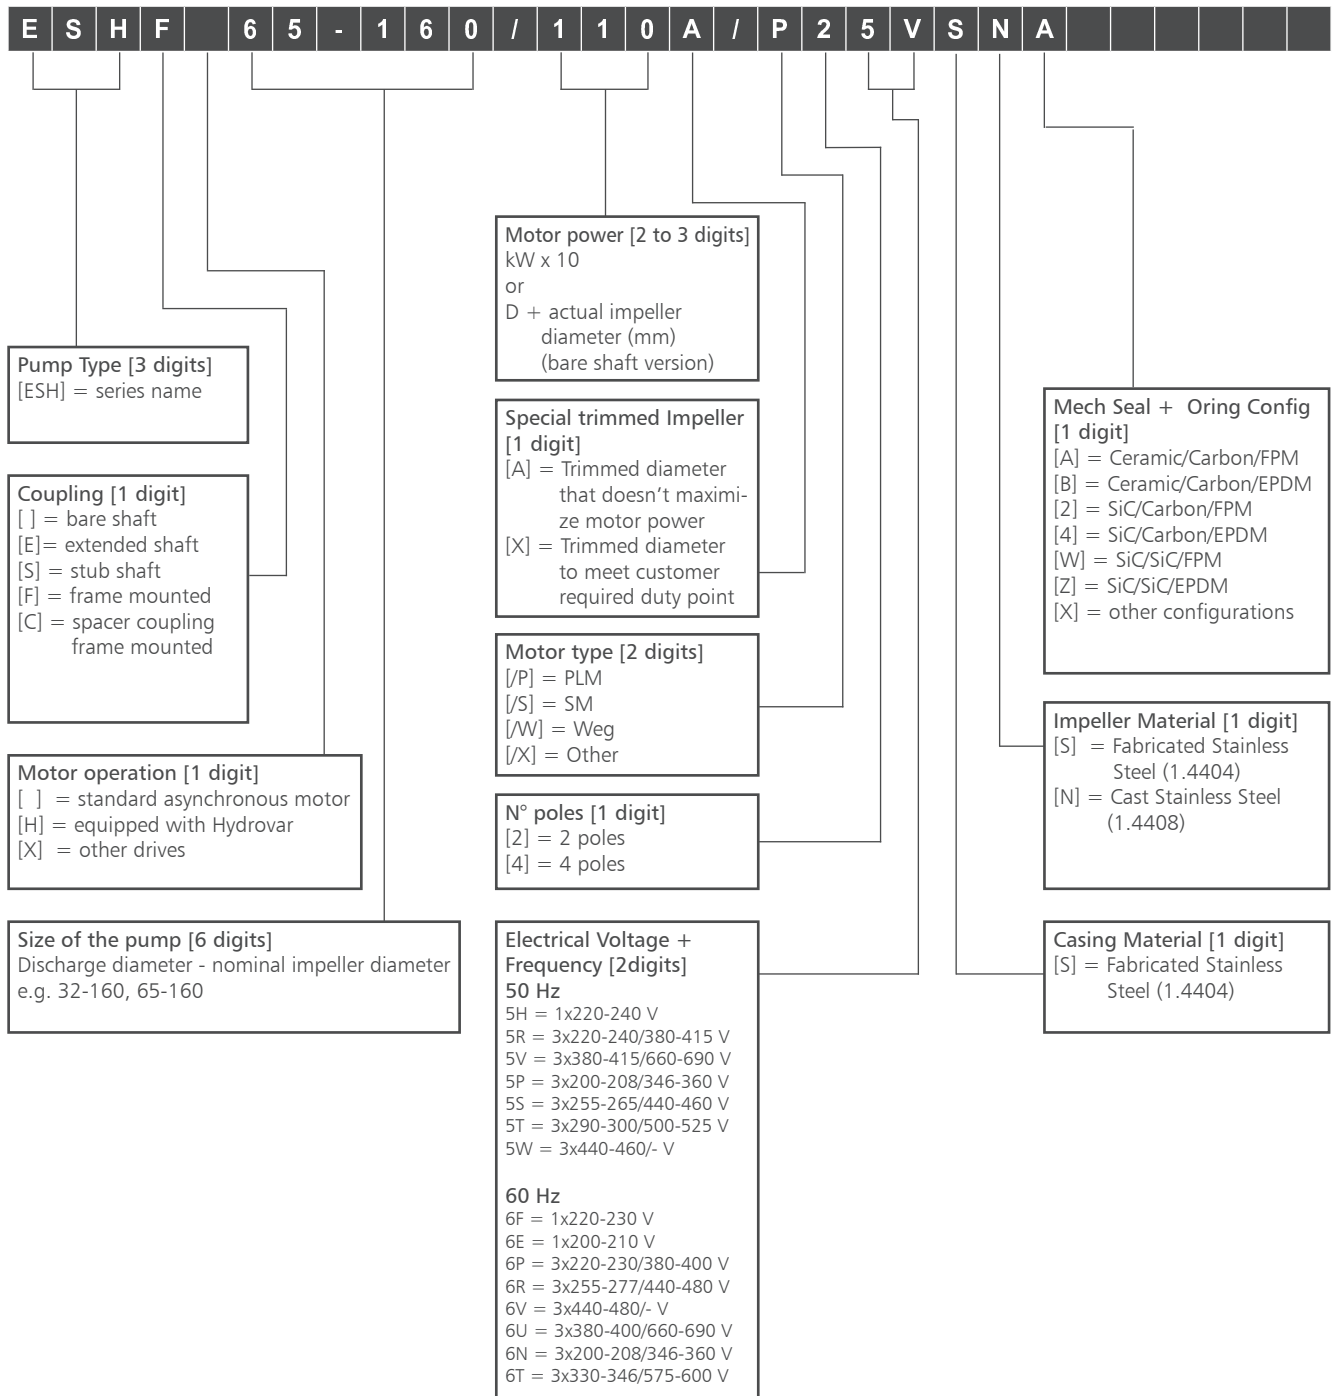 E S H F 6 5 - 1 6 0 / 1 1 0 A / P 2 5 V S N A
Pump Type [3 digits]
[ESH] = series name
Coupling [1 digit]
[ ] = bare shaft
[E]= extended shaft
[S] = stub shaft
[F] = frame mounted
[C] = spacer coupling
frame mounted
Motor operation [1 digit]
[ ] = standard asynchronous motor
[H] = equipped with Hydrovar
[X] = other drives
Size of the pump [6 digits]
Discharge diameter - nominal impeller diameter
e.g. 32-160, 65-160
Motor power [2 to 3 digits]
kW x 10
or
D + actual impeller
diameter (mm)
(bare shaft version)
Special trimmed Impeller
[1 digit]
[A] = Trimmed diameter
that doesn't maximi-
ze motor power
[X] = Trimmed diameter
to meet customer
required duty point
Motor type [2 digits]
[/P] = PLM
[/S] = SM
[/W] = Weg
[/X] = Other
N° poles [1 digit]
[2] = 2 poles
[4] = 4 poles
Electrical Voltage +
Frequency [2digits]
50 Hz
5H = 1x220-240 V
5R = 3x220-240/380-415 V
5V = 3x380-415/660-690 V
5P = 3x200-208/346-360 V
5S = 3x255-265/440-460 V
5T = 3x290-300/500-525 V
5W = 3x440-460/- V
60 Hz
6F = 1x220-230 V
6E = 1x200-210 V
6P = 3x220-230/380-400 V
6R = 3x255-277/440-480 V
6V = 3x440-480/- V
6U = 3x380-400/660-690 V
6N = 3x200-208/346-360 V
6T = 3x330-346/575-600 V
Mech Seal + Oring Config
[1 digit]
[A] = Ceramic/Carbon/FPM
[B] = Ceramic/Carbon/EPDM
[2] = SiC/Carbon/FPM
[4] = SiC/Carbon/EPDM
[W] = SiC/SiC/FPM
[Z] = SiC/SiC/EPDM
[X] = other configurations
Impeller Material [1 digit]
[S] = Fabricated Stainless
Steel (1.4404)
[N] = Cast Stainless Steel
(1.4408)
Casing Material [1 digit]
[S] = Fabricated Stainless
Steel (1.4404)